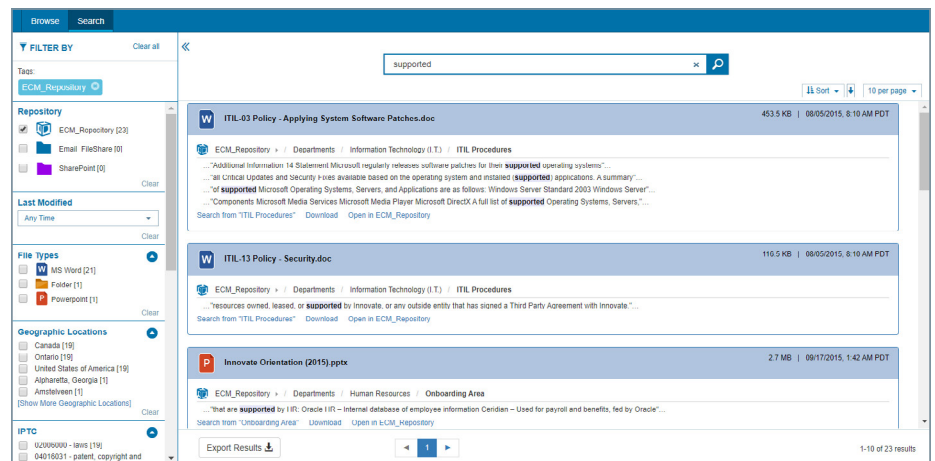 Browse Search
FILTER BY Clear all
Tags:
ECM_Repository
Repository
ECM_Repository [23]
Email FileShare [0]
SharePoint [0]
Clear
Last Modified
Any Time
Clear
File Types
MS Word [21]
Folder [1]
Powerpoint [1]
Clear
Geographic Locations
Canada [19]
Ontario [19]
United States of America [19]
Alpharetta, Georgia [1]
Amstelveen [1]
[Show More Geographic Locations]
Clear
IPTC
02006000 - laws [19]
04016031 - patent, copyright and
supported
Sort
10 per page
ITIL-03 Policy - Applying System Software Patches.doc 453.5 KB | 08/05/2015, 8:10 AM PDT
ECM_Repository / Departments / Information Technology (I.T.) / ITIL Procedures
..."Additional Information 14 Statement Microsoft regularly releases software patches for their supported operating systems"...
..."all Critical Updates and Security Fixes available based on the operating system and installed (supported) applications. A summary"...
..."of supported Microsoft Operating Systems, Servers, and Applications are as follows: Windows Server Standard 2003 Windows Server"...
..."Components Microsoft Media Services Microsoft Media Player Microsoft DirectX A full list of supported Operating Systems, Servers,"...
Search from "ITIL Procedures" Download Open in ECM_Repository
ITIL-13 Policy - Security.doc 116.5 KB | 08/05/2015, 8:10 AM PDT
ECM_Repository / Departments / Information Technology (I.T.) / ITIL Procedures
..."resources owned, leased, or supported by Innovate, or any outside entity that has signed a Third Party Agreement with Innovate."...
Search from "ITIL Procedures" Download Open in ECM_Repository
Innovate Orientation (2015).pptx 2.7 MB | 09/17/2015, 1:42 AM PDT
ECM_Repository / Departments / Human Resources / Onboarding Area
..."that are supported by HR: Oracle HR – Internal database of employee information Ceridian – Used for payroll and benefits, fed by Oracle"...
Search from "Onboarding Area" Download Open in ECM_Repository
Export Results 1 1-10 of 23 results